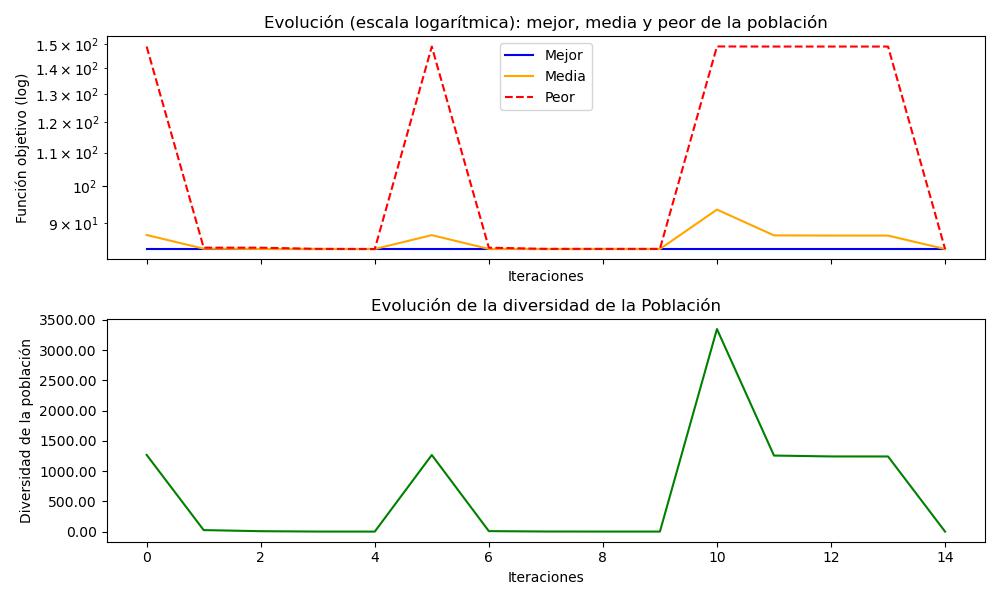 Evolución (escala logarítmica): mejor, media y peor de la población
1.5 × 10²
1.4 × 10²
1.3 × 10²
1.2 × 10²
1.1 × 10²
10²
9 × 10¹
Función objetivo (log)
Mejor
Media
Peor
Iteraciones
Evolución de la diversidad de la Población
3500.00
3000.00
2500.00
2000.00
1500.00
1000.00
500.00
0.00
Diversidad de la población
0 2 4 6 8 10 12 14
Iteraciones